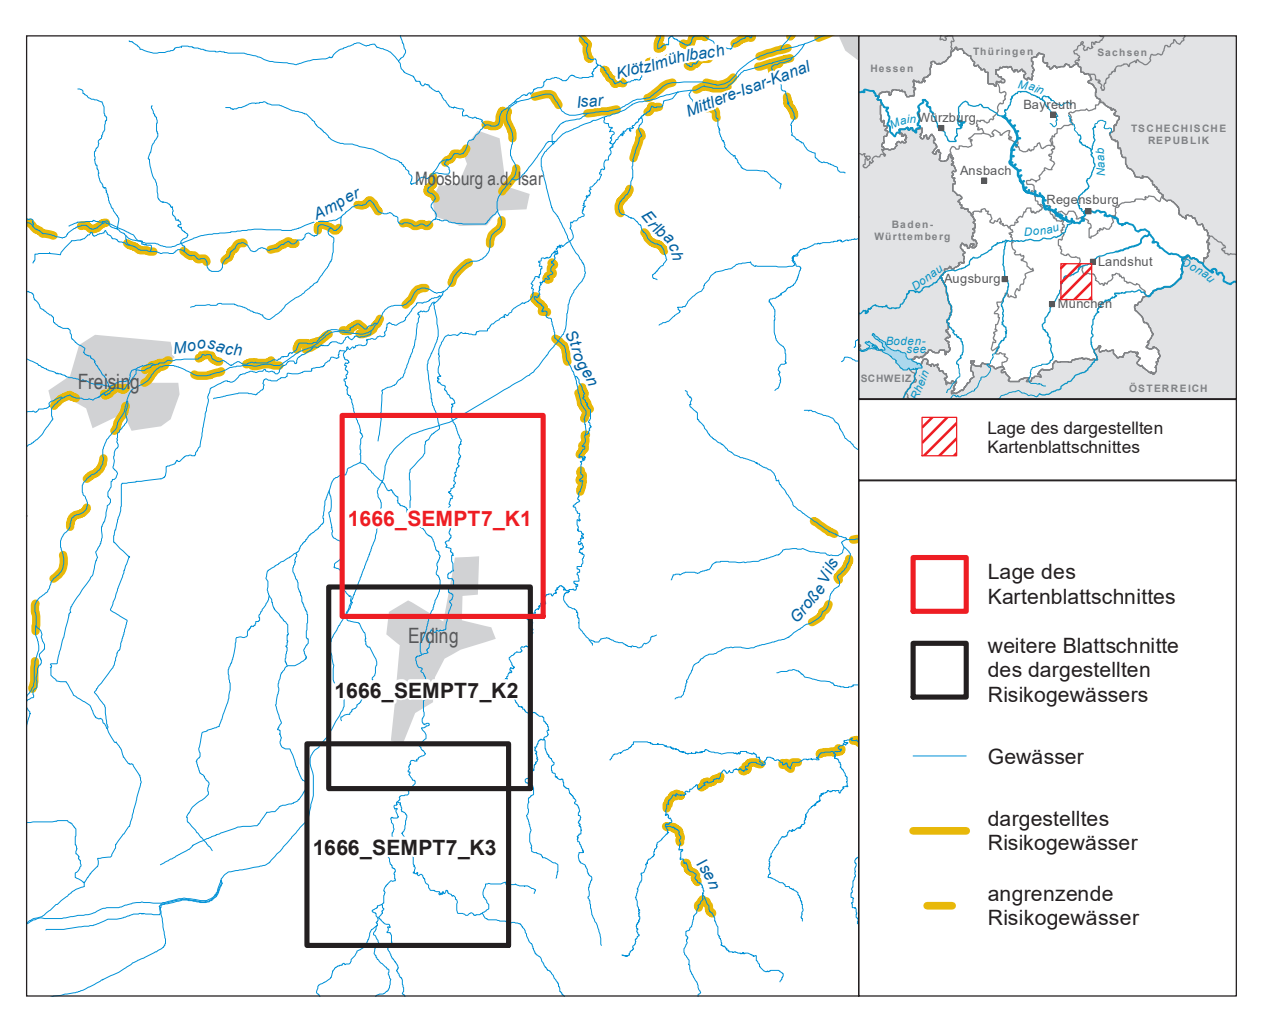 Klötzlmühlbach
Isar
Mittlere-Isar-Kanal
Moosburg a.d. Isar
Amper
Erlbach
Moosach
Strogen
Freising
1666_SEMPT7_K1
Große Vils
Erding
1666_SEMPT7_K2
1666_SEMPT7_K3
Isen
Thüringen
Sachsen
Hessen
Main
Bayreuth
Main
Würzburg
TSCHECHISCHE
REPUBLIK
Naab
Ansbach
Regensburg
Baden-
Württemberg
Donau
Landshut
Donau
Augsburg
Donau
München
Boden-
see
SCHWEIZ
Rhein
ÖSTERREICH
Lage des dargestellten
Kartenblattschnittes
Lage des
Kartenblattschnittes
weitere Blattschnitte
des dargestellten
Risikogewässers
Gewässer
dargestelltes
Risikogewässer
angrenzende
Risikogewässer